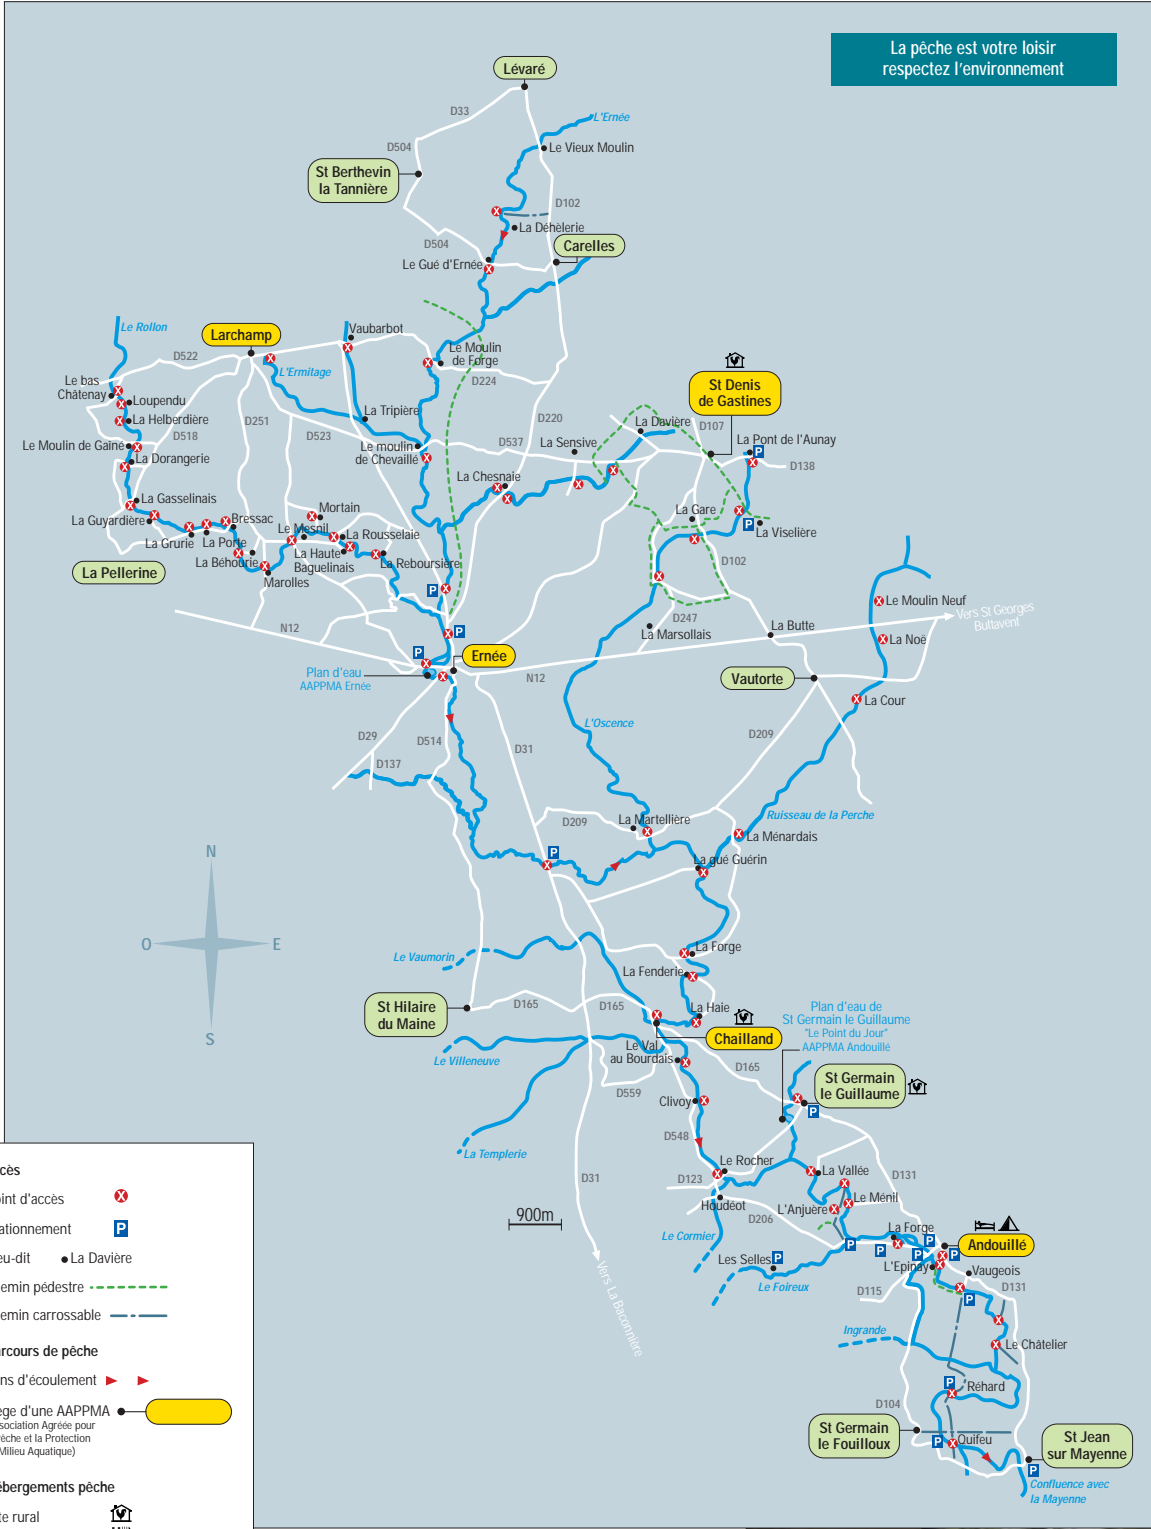 La pêche est votre loisir
respectez l'environnement
Lévaré
D33
L'Ernée
D504
Le Vieux Moulin
St Berthevin
la Tannière
D102
La Déhèlerie
D504
Carelles
Le Gué d'Ernée
Le Rollon
Larchamp
Vaubarbot
D522
Le Moulin
de Forge
L'Ermitage
D224
Le bas
Châtenay
Loupendu
La Helberdière
D251
La Tripière
St Denis
de Gastines
D220
La Davière
D107
D518
D523
Le Moulin de Gainé
Le moulin
de Chevaillé
D537
La Sensive
La Pont de l'Aunay
La Dorangerie
D138
La Chesnaie
La Gasselinais
La Guyardière
Bressac
Mortain
La Gare
La Viselière
La Grurie
La Porte
Le Mesnil
La Rousselaie
La Béhourie
La Haute
Baguelinais
La Reboursière
La Pellerine
Marolles
D102
Le Moulin Neuf
N12
D247
La Marsollais
La Butte
Vers St Georges
Buttavent
La Noë
Ernée
Plan d'eau
AAPPMA Ernée
N12
Vautorte
La Cour
L'Oscence
D29
D514
D31
D209
D137
D209
La Martellière
Ruisseau de la Perche
La Ménardais
La gué Guérin
N
O
E
S
Le Vaumorin
La Forge
La Fenderie
St Hilaire
du Maine
D165
D165
La Haie
Plan d'eau de
St Germain le Guillaume
"Le Point du Jour"
AAPPMA Andouillé
Chailland
Le Villeneuve
Le Val
au Bourdais
D165
St Germain
le Guillaume
D559
Clivoy
D548
La Templerie
Le Rocher
La Vallée
D131
D31
D123
Houdéot
L'Anjuère
Le Ménil
900m
D206
La Forge
Le Cormier
Andouillé
Les Selles
L'Epinay
Vaugeois
Vers La Baconnière
Le Foireux
D115
D131
Ingrande
Le Châtelier
Réhard
D104
St Germain
le Fouilloux
Quifeu
St Jean
sur Mayenne
Confluence avec
la Mayenne
cès
int d'accès
ationnement
P
eu-dit
La Davière
emin pédestre
emin carrossable
arcours de pêche
ns d'écoulement
ège d'une AAPPMA
sociation Agréée pour
êche et la Protection
Milieu Aquatique)
ébergements pêche
te rural